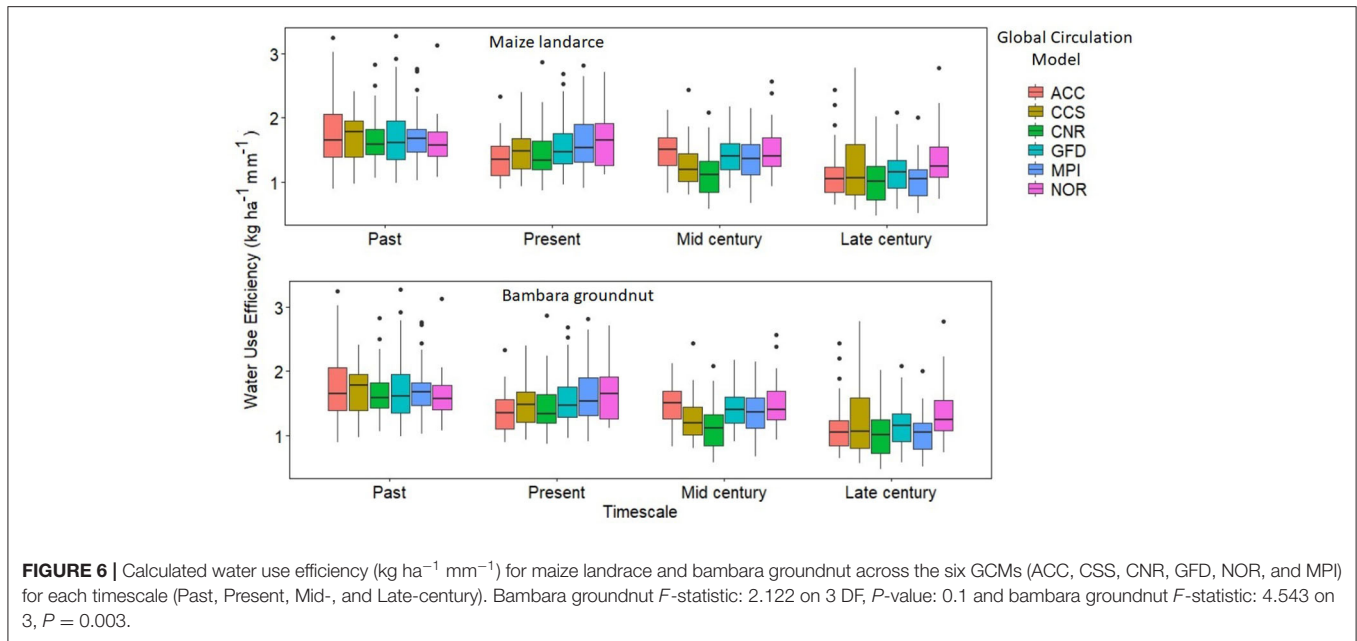 Maize landarce
Global Circulation
Model
ACC
CCS
CNR
GFD
MPI
NOR
3
2
1
Past
Present
Mid century
Late century
Water Use Efficiency (kg ha⁻¹ mm⁻¹)
Bambara groundnut
3
2
1
Past
Present
Mid century
Late century
Timescale
FIGURE 6 | Calculated water use efficiency (kg ha⁻¹ mm⁻¹) for maize landrace and bambara groundnut across the six GCMs (ACC, CSS, CNR, GFD, NOR, and MPI)
for each timescale (Past, Present, Mid-, and Late-century). Bambara groundnut F-statistic: 2.122 on 3 DF, P-value: 0.1 and bambara groundnut F-statistic: 4.543 on
3, P = 0.003.